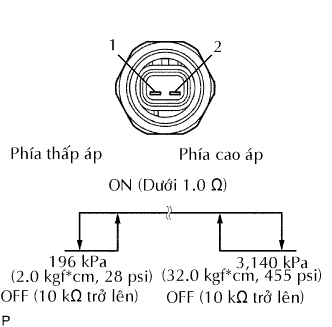 1 2
Phía thấp áp Phía cao áp
ON (Dưới 1.0 Ω)
196 kPa 3,140 kPa
(2.0 kgf*cm, 28 psi) (32.0 kgf*cm, 455 psi)
OFF (10 kΩ trở lên) OFF (10 kΩ trở lên)
P